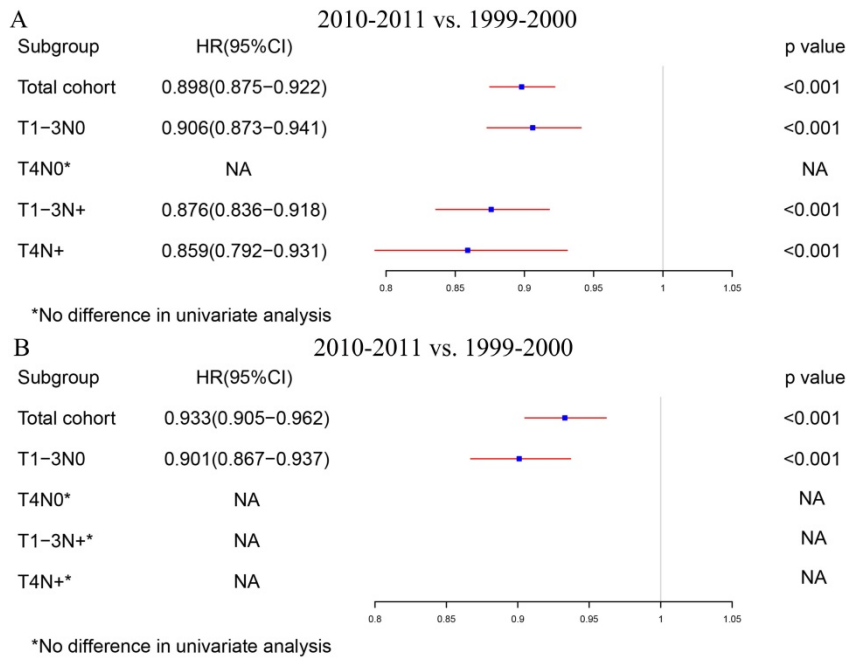 A 2010-2011 vs. 1999-2000
Subgroup HR(95%CI) p value
Total cohort 0.898(0.875−0.922) <0.001
T1−3N0 0.906(0.873−0.941) <0.001
T4N0* NA NA
T1−3N+ 0.876(0.836−0.918) <0.001
T4N+ 0.859(0.792−0.931) <0.001
0.8 0.85 0.9 0.95 1 1.05
*No difference in univariate analysis
B 2010-2011 vs. 1999-2000
Subgroup HR(95%CI) p value
Total cohort 0.933(0.905−0.962) <0.001
T1−3N0 0.901(0.867−0.937) <0.001
T4N0* NA NA
T1−3N+* NA NA
T4N+* NA NA
0.8 0.85 0.9 0.95 1 1.05
*No difference in univariate analysis